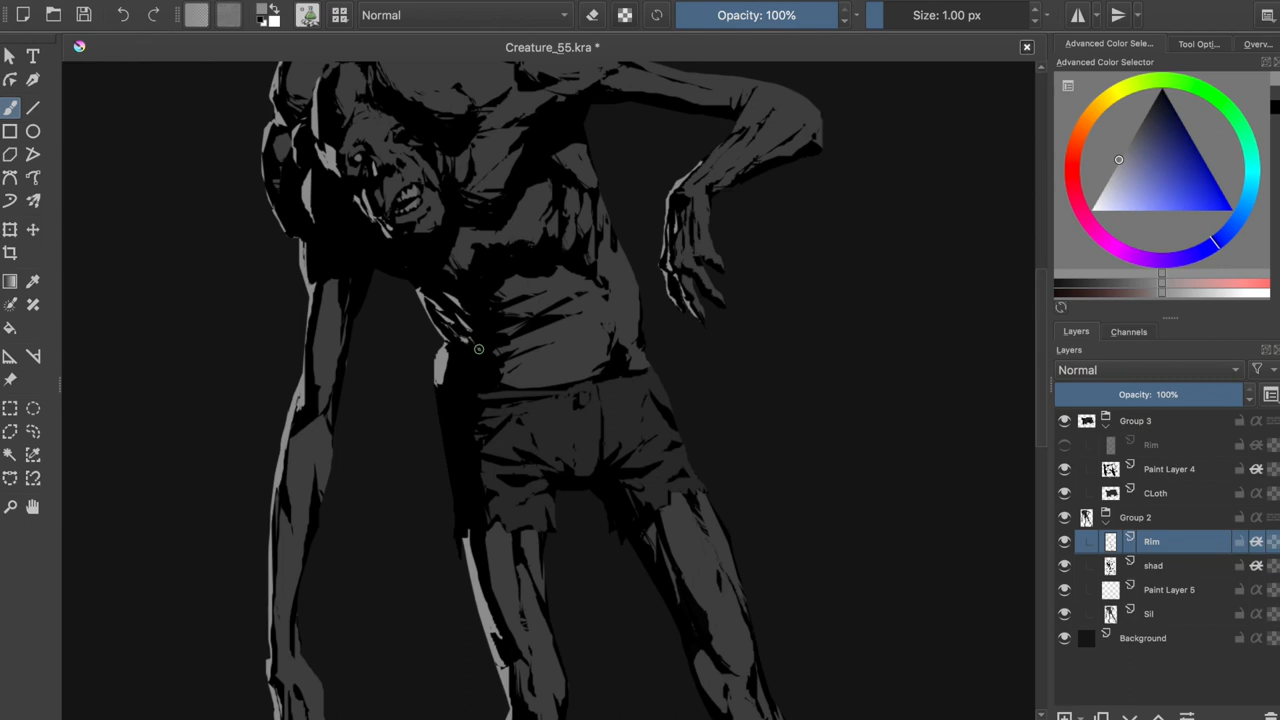 Normal
Opacity: 100%
Size: 1.00 px
Creature_55.kra *
Advanced Color Sele...
Tool Opti...
Overv...
Advanced Color Selector
Layers
Channels
Layers
Normal
Opacity: 100%
Group 3
Rim
Paint Layer 4
CLoth
Group 2
Rim
shad
Paint Layer 5
Sil
Background